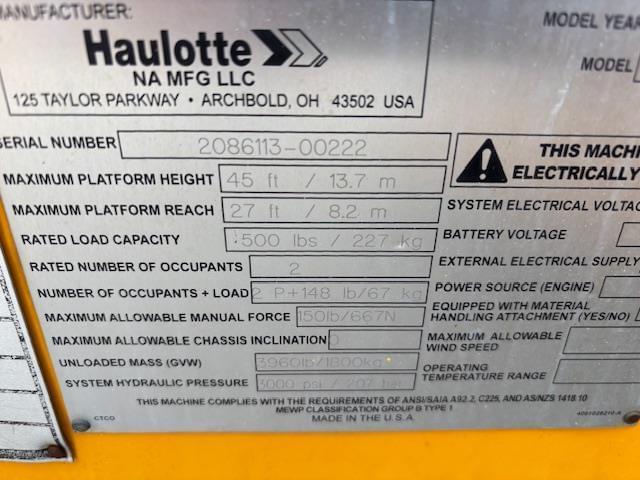 MANUFACTURER:
Haulotte
NA MFG LLC
125 TAYLOR PARKWAY • ARCHBOLD, OH 43502 USA
MODEL YEAR
MODEL
SERIAL NUMBER 2086113-00222
MAXIMUM PLATFORM HEIGHT 45 ft / 13.7 m
MAXIMUM PLATFORM REACH 27 ft / 8.2 m
RATED LOAD CAPACITY 500 lbs / 227 kg
RATED NUMBER OF OCCUPANTS 2
NUMBER OF OCCUPANTS + LOAD 2 P+148 lb/67 kg
MAXIMUM ALLOWABLE MANUAL FORCE 150lb/667N
MAXIMUM ALLOWABLE CHASSIS INCLINATION 0
UNLOADED MASS (GVW) 3960lb/1800kg
SYSTEM HYDRAULIC PRESSURE 3000 psi / 207 bar
THIS MACHI
ELECTRICALLY
SYSTEM ELECTRICAL VOLTAG
BATTERY VOLTAGE
EXTERNAL ELECTRICAL SUPPLY
POWER SOURCE (ENGINE)
EQUIPPED WITH MATERIAL
HANDLING ATTACHMENT (YES/NO)
MAXIMUM ALLOWABLE
WIND SPEED
OPERATING
TEMPERATURE RANGE
THIS MACHINE COMPLIES WITH THE REQUIREMENTS OF ANSI/SAIA A92.2, C225, AND AS/NZS 1418.10
MEWP CLASSIFICATION GROUP B TYPE 1
MADE IN THE U.S.A.
CTCO